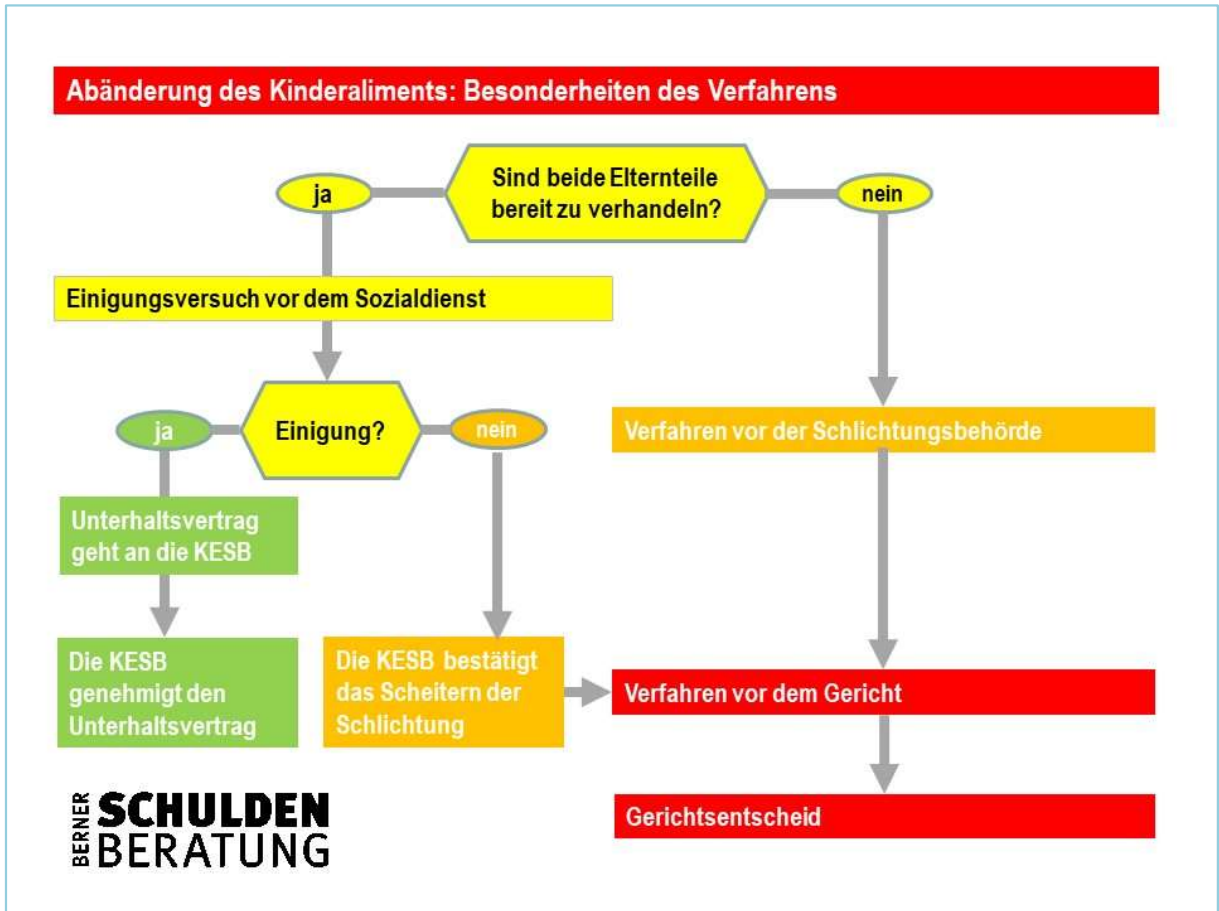 Abänderung des Kinderaliments: Besonderheiten des Verfahrens
Sind beide Elternteile
bereit zu verhandeln?
ja
nein
Einigungsversuch vor dem Sozialdienst
Einigung?
ja
nein
Verfahren vor der Schlichtungsbehörde
Unterhaltsvertrag
geht an die KESB
Die KESB
genehmigt den
Unterhaltsvertrag
Die KESB bestätigt
das Scheitern der
Schlichtung
Verfahren vor dem Gericht
Gerichtsentscheid
BERNER
SCHULDEN
BERATUNG